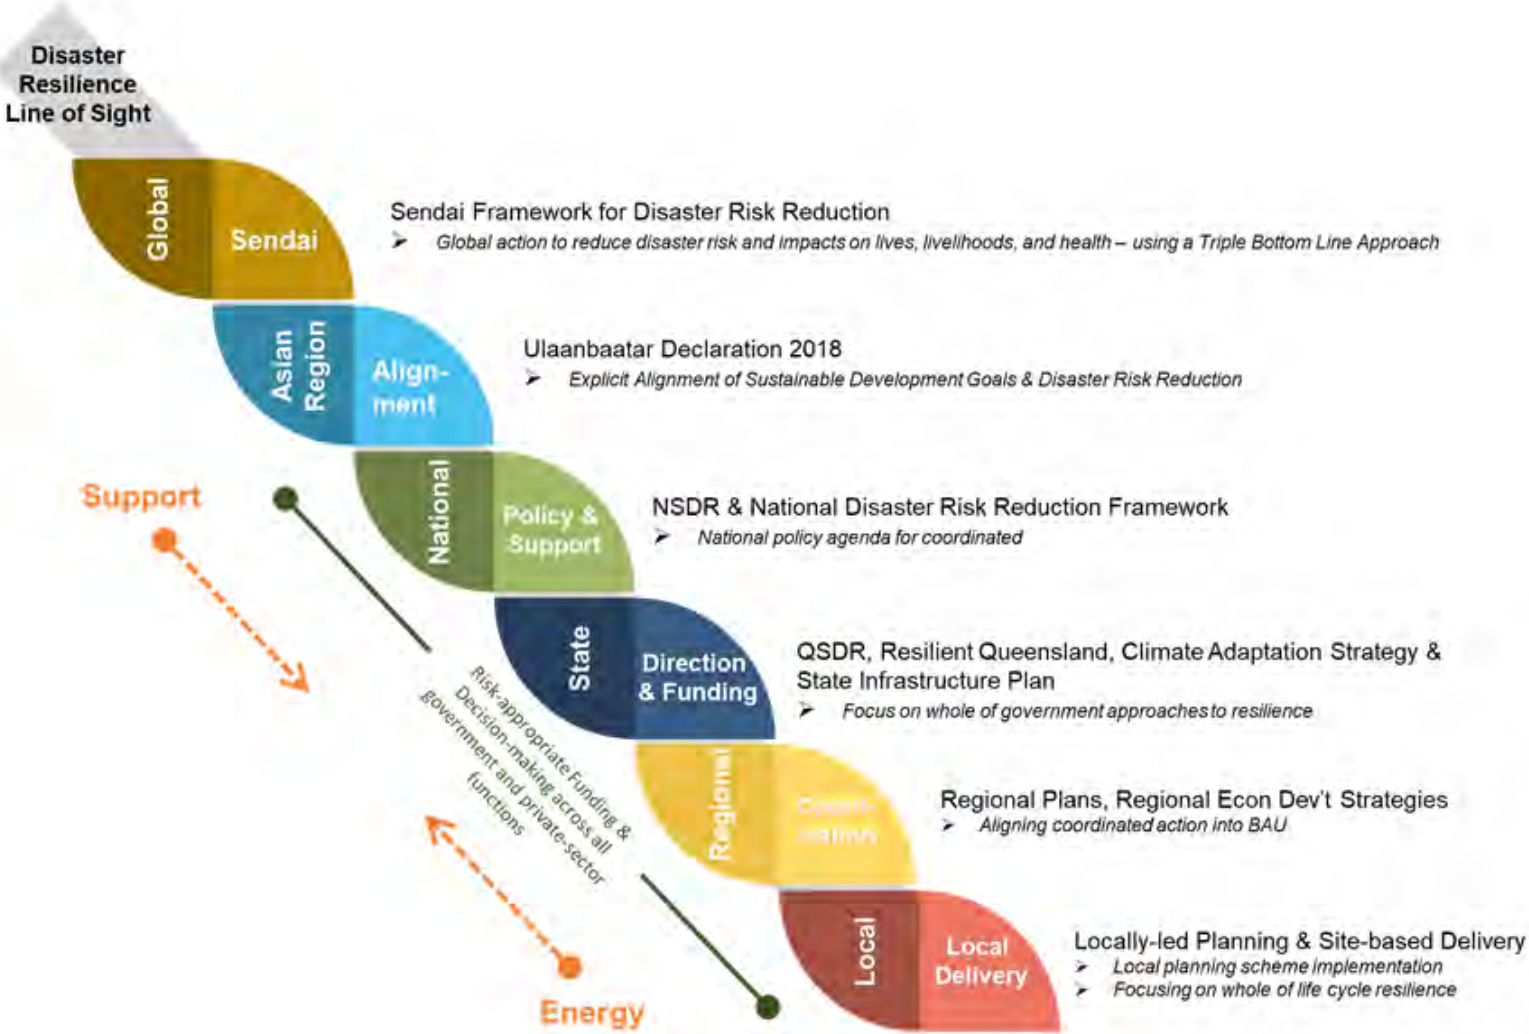 Disaster
Resilience
Line of Sight
Global
Sendai
Sendai Framework for Disaster Risk Reduction
Global action to reduce disaster risk and impacts on lives, livelihoods, and health – using a Triple Bottom Line Approach
Asian
Region
Align-
ment
Ulaanbaatar Declaration 2018
Explicit Alignment of Sustainable Development Goals & Disaster Risk Reduction
National
Policy &
Support
NSDR & National Disaster Risk Reduction Framework
National policy agenda for coordinated
Support
State
Direction
& Funding
QSDR, Resilient Queensland, Climate Adaptation Strategy &
State Infrastructure Plan
Focus on whole of government approaches to resilience
Risk-appropriate Funding &
Decision-making across all
government and private-sector
functions
Regional
Regional Plans, Regional Econ Dev't Strategies
Aligning coordinated action into BAU
Local
Local
Delivery
Locally-led Planning & Site-based Delivery
Local planning scheme implementation
Focusing on whole of life cycle resilience
Energy